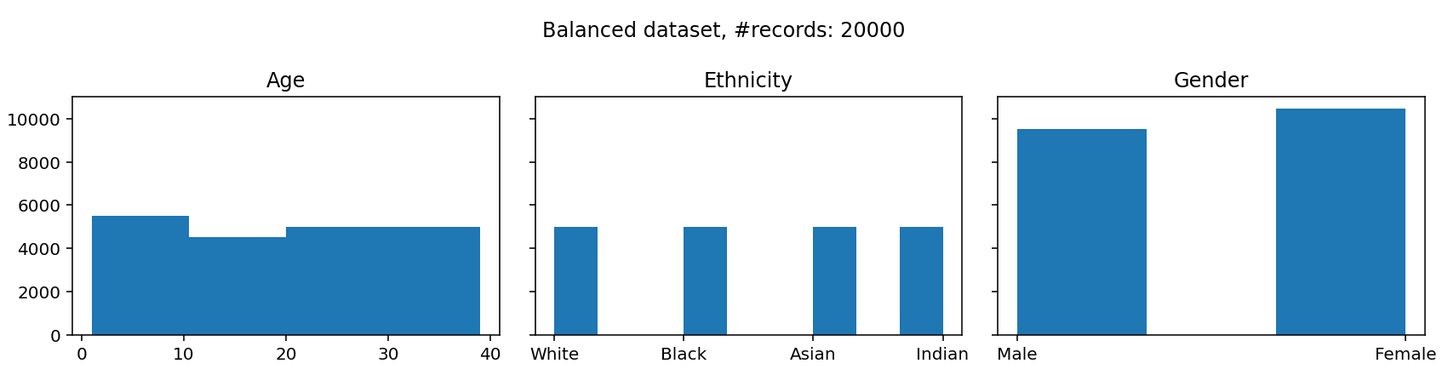 Balanced dataset, #records: 20000
Age
Ethnicity
Gender
10000
8000
6000
4000
2000
0
0 10 20 30 40
White Black Asian Indian
Male Female